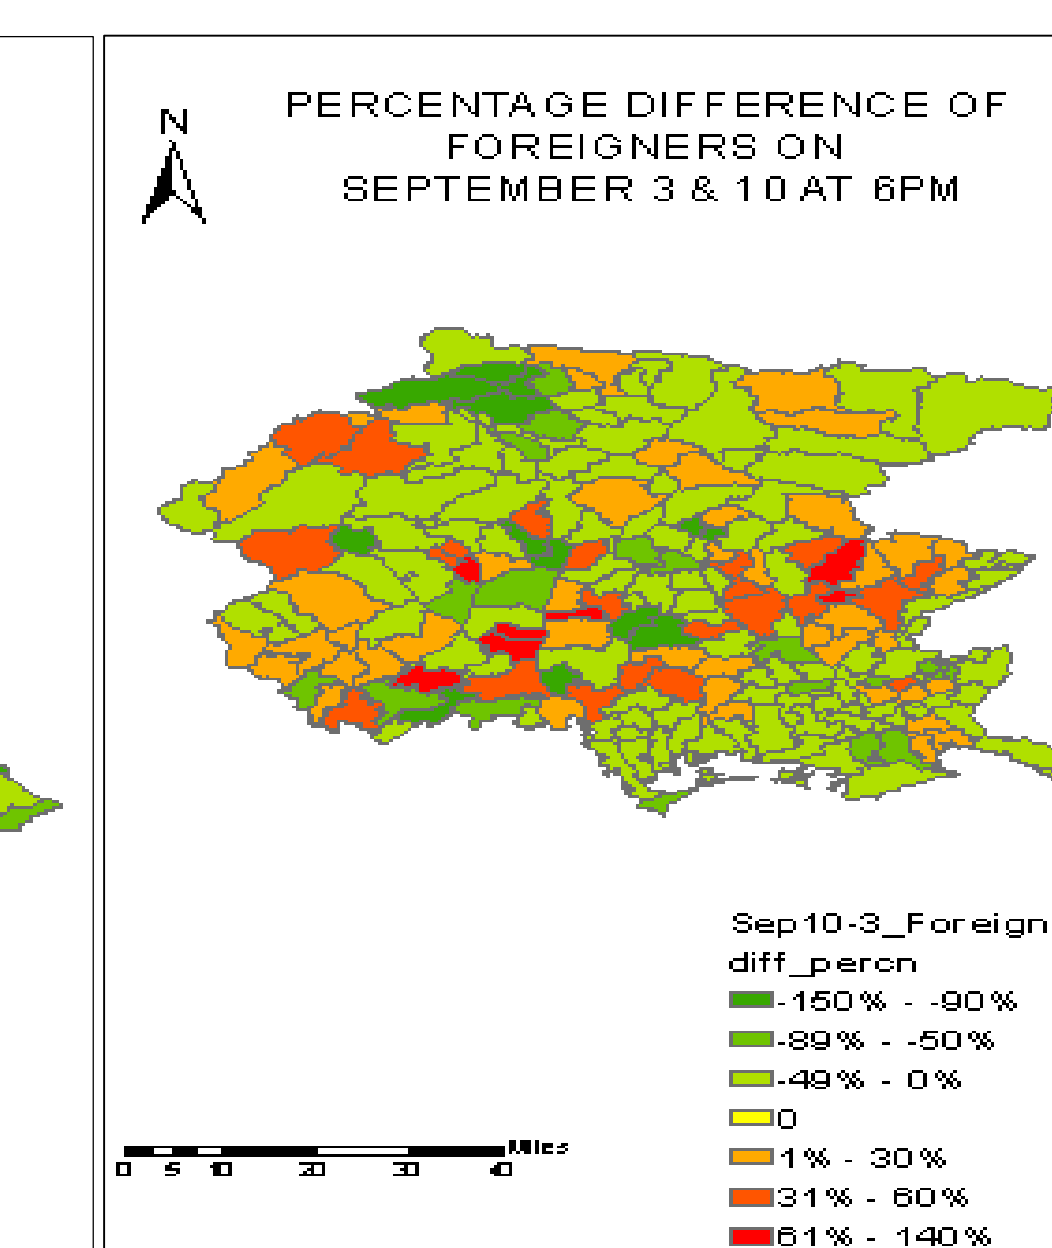 N
PERCENTAGE DIFFERENCE OF
FOREIGNERS ON
SEPTEMBER 3 & 10 AT 6PM
Sep10-3_Foreign
diff_percn
-150% - -90%
-89% - -50%
-49% - 0%
0
1% - 30%
31% - 60%
61% - 140%
Miles
0 5 10 20 30 40